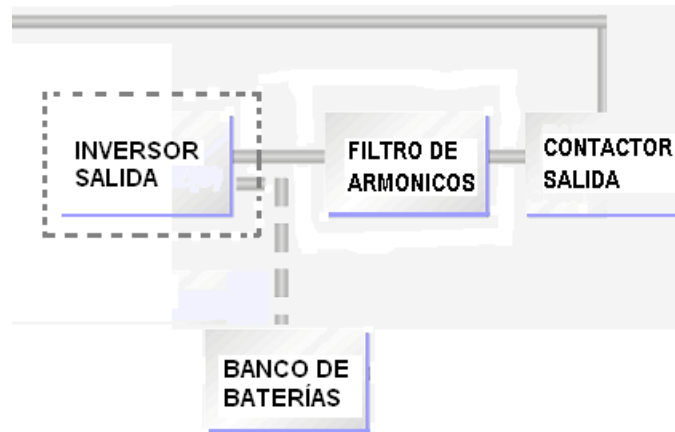 INVERSOR
SALIDA
FILTRO DE
ARMONICOS
CONTACTOR
SALIDA
BANCO DE
BATERÍAS